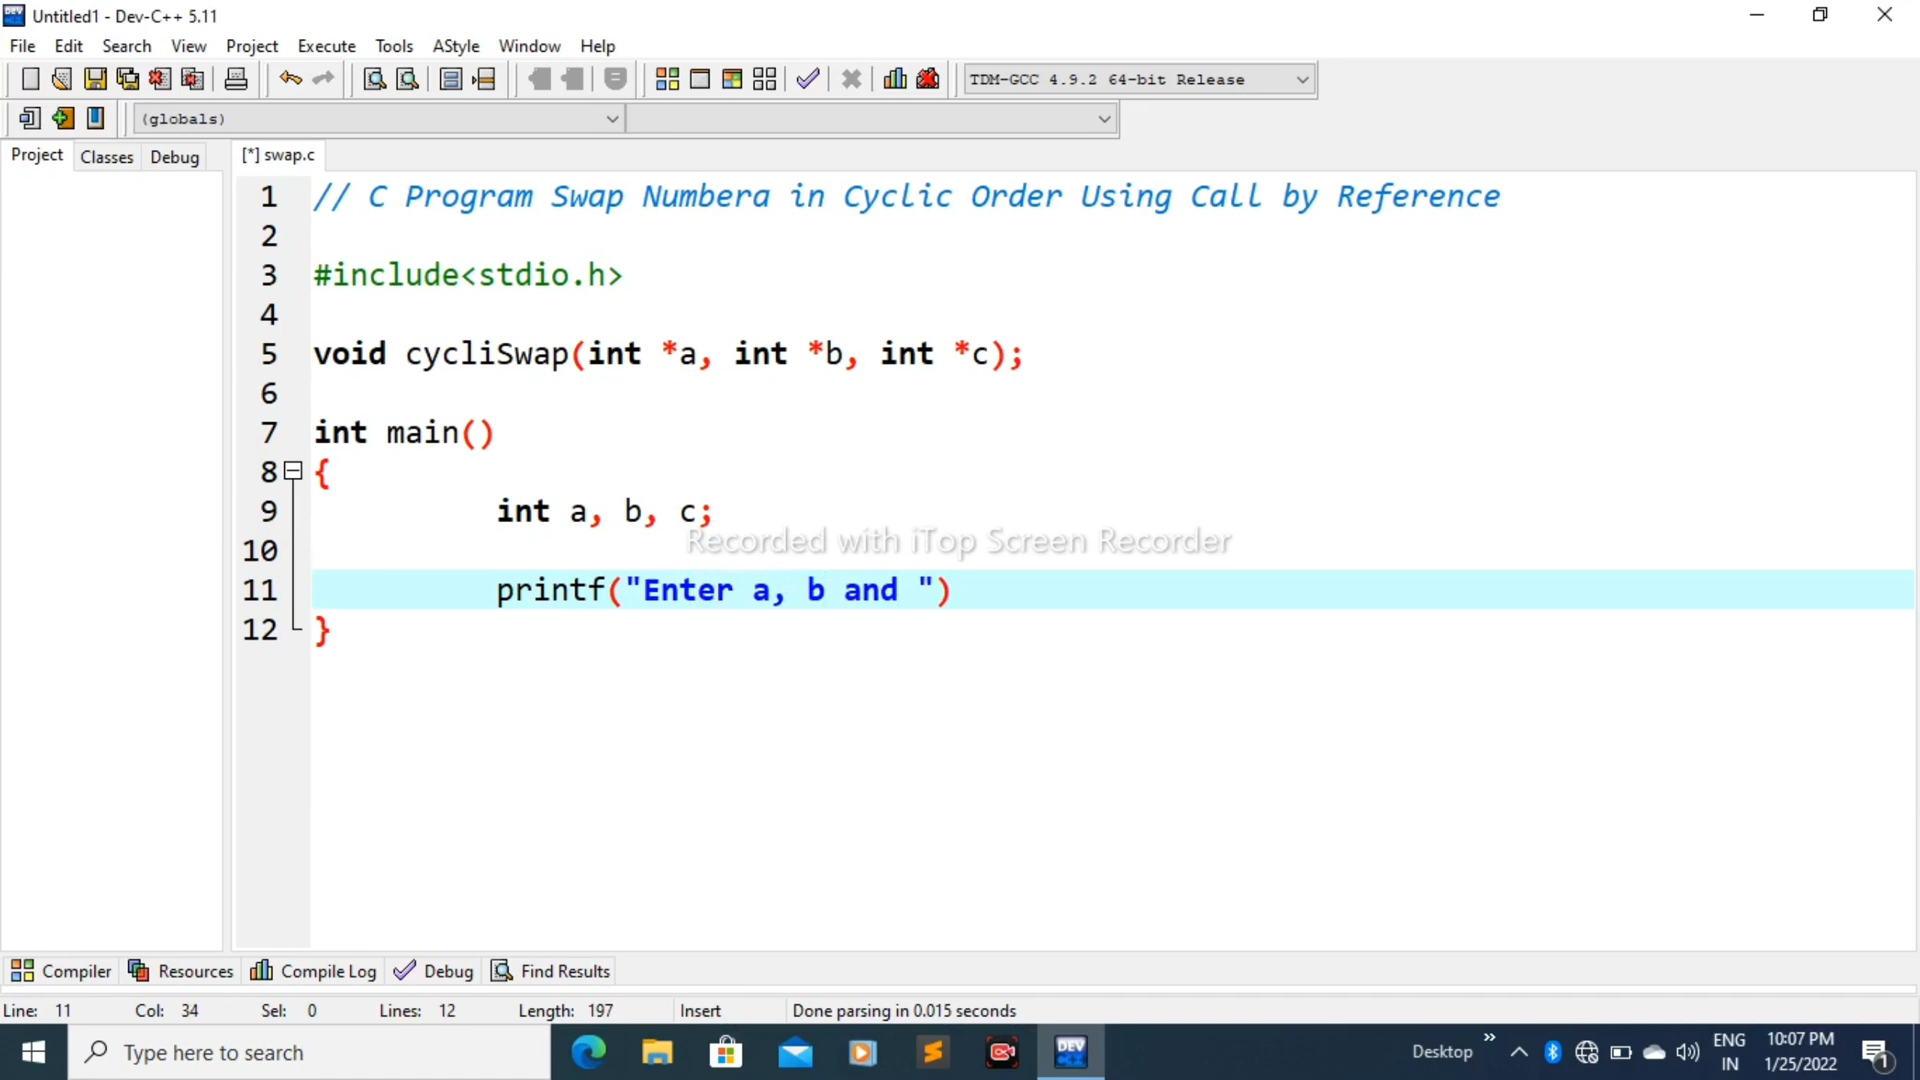 Untitled1 - Dev-C++ 5.11
File Edit Search View Project Execute Tools AStyle Window Help
TDM-GCC 4.9.2 64-bit Release
(globals)
Project Classes Debug [*] swap.c
1 // C Program Swap Numbera in Cyclic Order Using Call by Reference
2
3 #include<stdio.h>
4
5 void cycliSwap(int *a, int *b, int *c);
6
7 int main()
8 {
9 int a, b, c;
Recorded with iTop Screen Recorder
10
11 printf("Enter a, b and ")
12 }
Compiler Resources Compile Log Debug Find Results
Line: 11 Col: 34 Sel: 0 Lines: 12 Length: 197 Insert Done parsing in 0.015 seconds
Type here to search
DEV
Desktop
ENG
IN
10:07 PM
1/25/2022
1